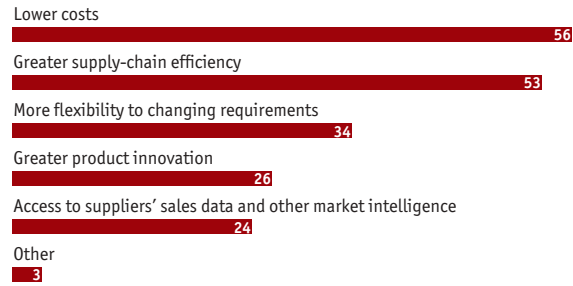 Lower costs
56
Greater supply-chain efficiency
53
More flexibility to changing requirements
34
Greater product innovation
26
Access to suppliers’ sales data and other market intelligence
24
Other
3